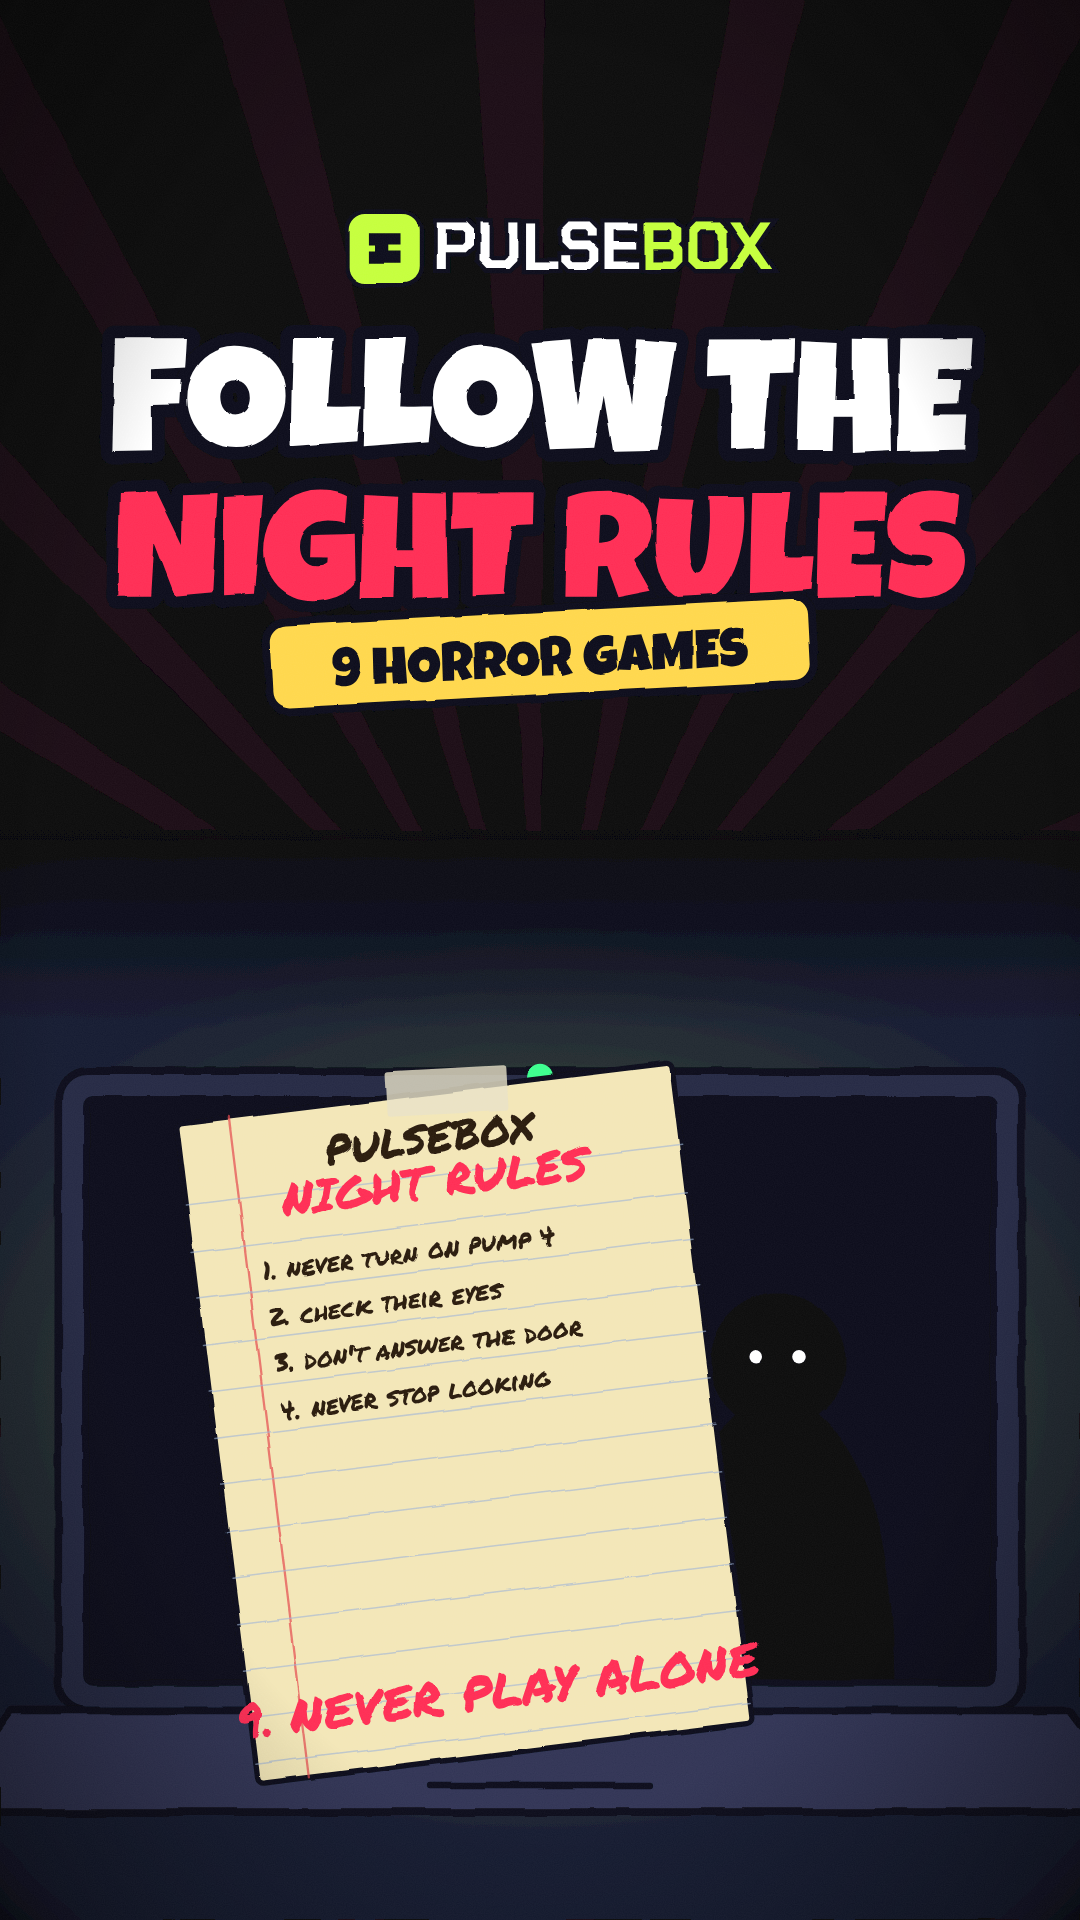 PULSEBOX
FOLLOW THE
NIGHT RULES
9 HORROR GAMES
PULSEBOX
NIGHT RULES
1. NEVER TURN ON PUMP 4
2. CHECK THEIR EYES
3. DON'T ANSWER THE DOOR
4. NEVER STOP LOOKING
9. NEVER PLAY ALONE